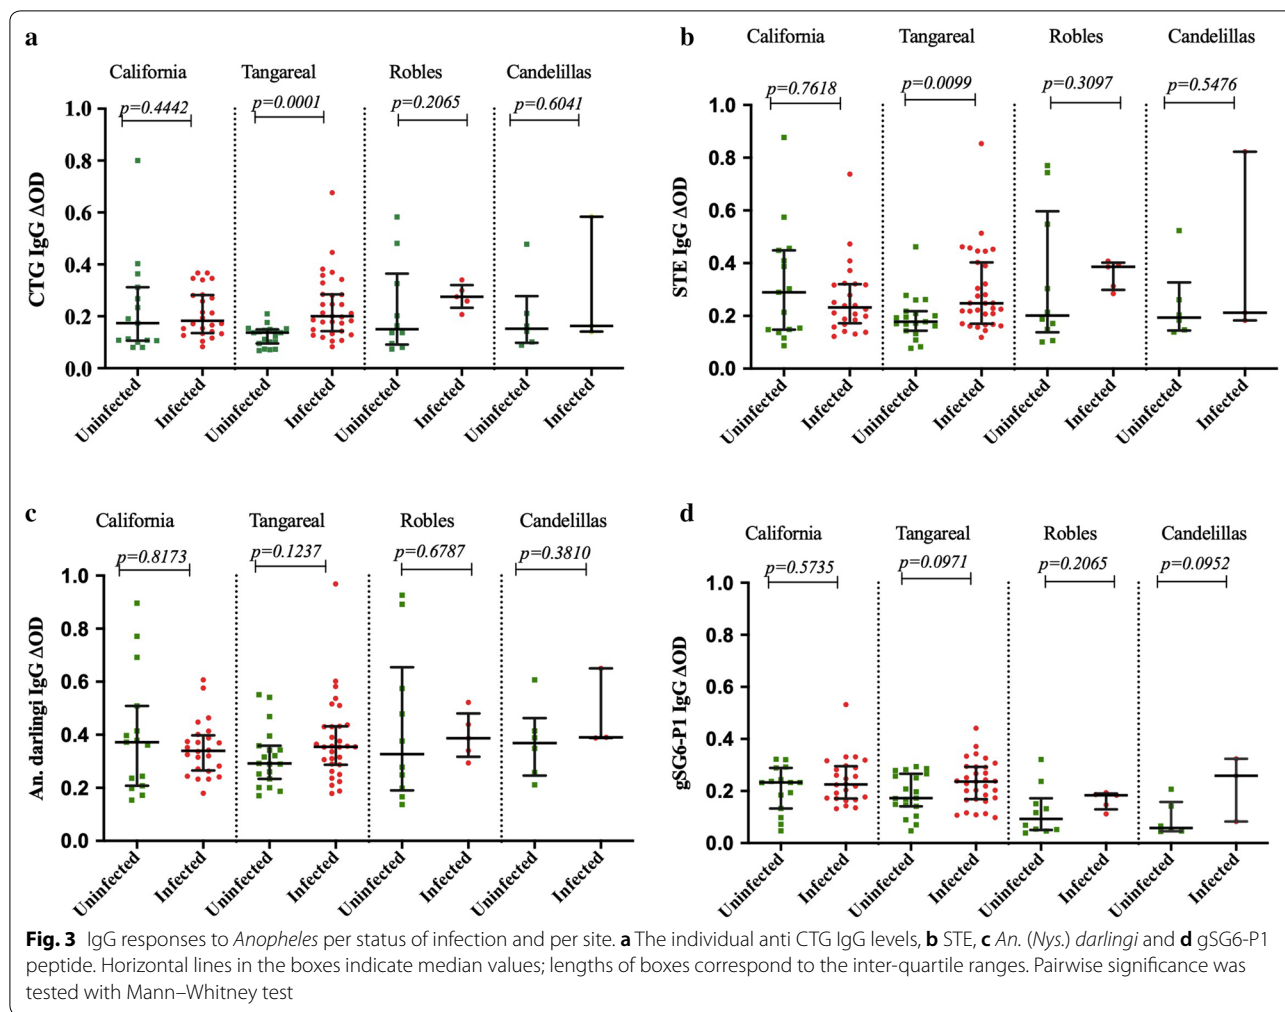 a
California Tangareal Robles Candelillas
p=0.4442 p=0.0001 p=0.2065 p=0.6041
CTG IgG ΔOD
1.0
0.8
0.6
0.4
0.2
0.0
Uninfected Infected Uninfected Infected Uninfected Infected Uninfected Infected
b
California Tangareal Robles Candelillas
p=0.7618 p=0.0099 p=0.3097 p=0.5476
STE IgG ΔOD
1.0
0.8
0.6
0.4
0.2
0.0
Uninfected Infected Uninfected Infected Uninfected Infected Uninfected Infected
c
California Tangareal Robles Candelillas
p=0.8173 p=0.1237 p=0.6787 p=0.3810
An. darlingi IgG ΔOD
1.0
0.8
0.6
0.4
0.2
0.0
Uninfected Infected Uninfected Infected Uninfected Infected Uninfected Infected
d
California Tangareal Robles Candelillas
p=0.5735 p=0.0971 p=0.2065 p=0.0952
gSG6-P1 IgG ΔOD
1.0
0.8
0.6
0.4
0.2
0.0
Uninfected Infected Uninfected Infected Uninfected Infected Uninfected Infected
Fig. 3 IgG responses to Anopheles per status of infection and per site. a The individual anti CTG IgG levels, b STE, c An. (Nys.) darlingi and d gSG6-P1
peptide. Horizontal lines in the boxes indicate median values; lengths of boxes correspond to the inter-quartile ranges. Pairwise significance was
tested with Mann–Whitney test